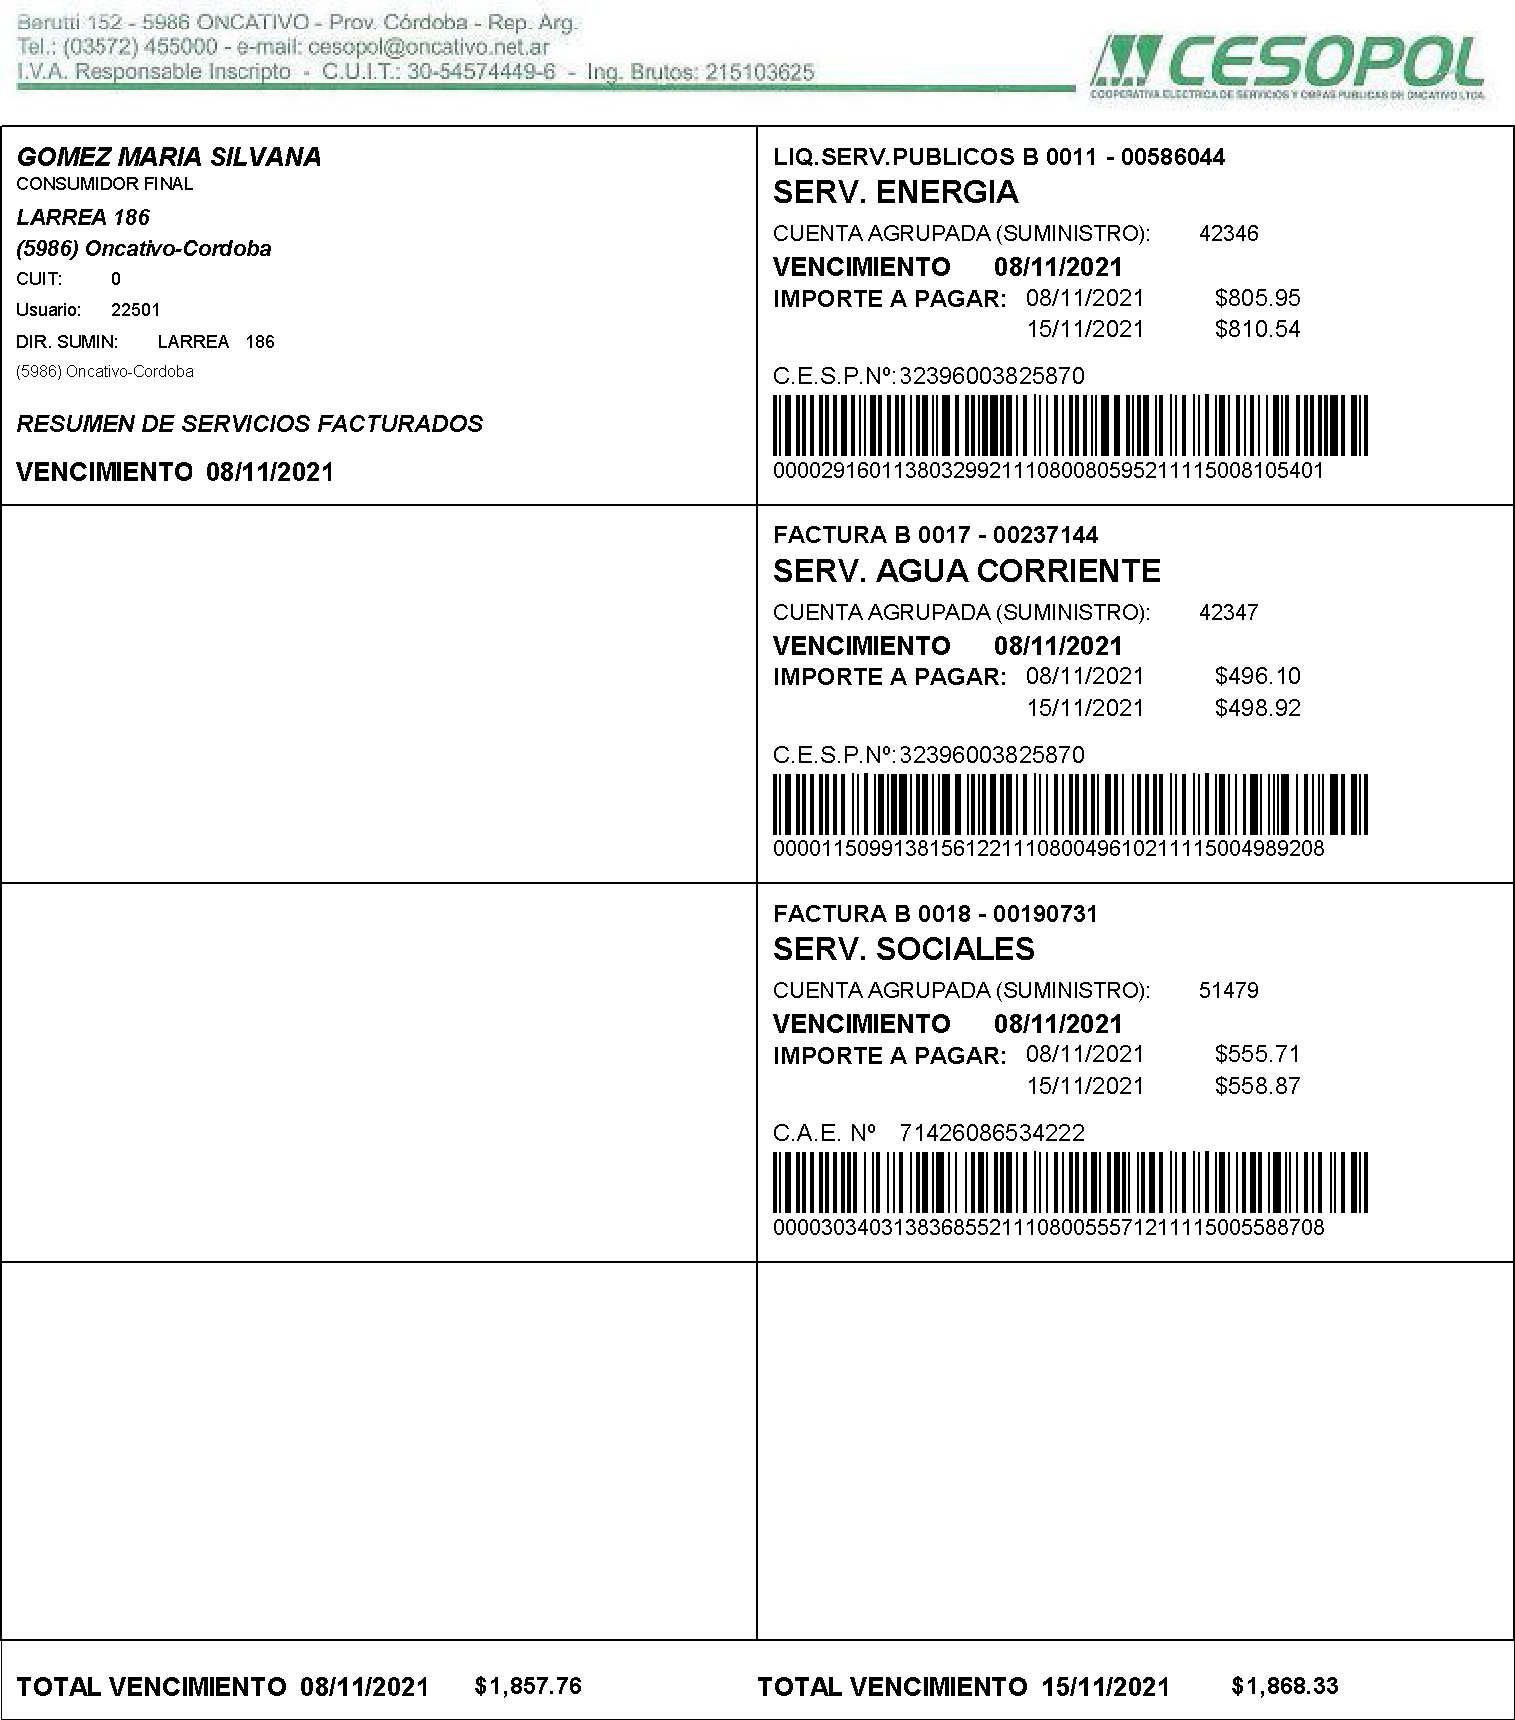 Berutti 152 - 5986 ONCATIVO - Prov. Córdoba - Rep. Arg.
Tel.: (03572) 455000 - e-mail: cesopol@oncativo.net.ar
I.V.A. Responsable Inscripto - C.U.I.T.: 30-54574449-6 - Ing. Brutos: 215103625
CESOPOL
COOPERATIVA ELECTRICA DE SERVICIOS Y OBRAS PUBLICAS DE ONCATIVO LTDA.
GOMEZ MARIA SILVANA
CONSUMIDOR FINAL
LARREA 186
(5986) Oncativo-Cordoba
CUIT: 0
Usuario: 22501
DIR. SUMIN: LARREA 186
(5986) Oncativo-Cordoba
RESUMEN DE SERVICIOS FACTURADOS
VENCIMIENTO 08/11/2021
LIQ.SERV.PUBLICOS B 0011 - 00586044
SERV. ENERGIA
CUENTA AGRUPADA (SUMINISTRO): 42346
VENCIMIENTO 08/11/2021
IMPORTE A PAGAR: 08/11/2021 $805.95
15/11/2021 $810.54
C.E.S.P.Nº: 32396003825870
0000291601138032992111080080595211115008105401
FACTURA B 0017 - 00237144
SERV. AGUA CORRIENTE
CUENTA AGRUPADA (SUMINISTRO): 42347
VENCIMIENTO 08/11/2021
IMPORTE A PAGAR: 08/11/2021 $496.10
15/11/2021 $498.92
C.E.S.P.Nº: 32396003825870
0000115099138156122111080049610211115004989208
FACTURA B 0018 - 00190731
SERV. SOCIALES
CUENTA AGRUPADA (SUMINISTRO): 51479
VENCIMIENTO 08/11/2021
IMPORTE A PAGAR: 08/11/2021 $555.71
15/11/2021 $558.87
C.A.E. Nº 71426086534222
0000303403138368552111080055571211115005588708
TOTAL VENCIMIENTO 08/11/2021 $1,857.76
TOTAL VENCIMIENTO 15/11/2021 $1,868.33